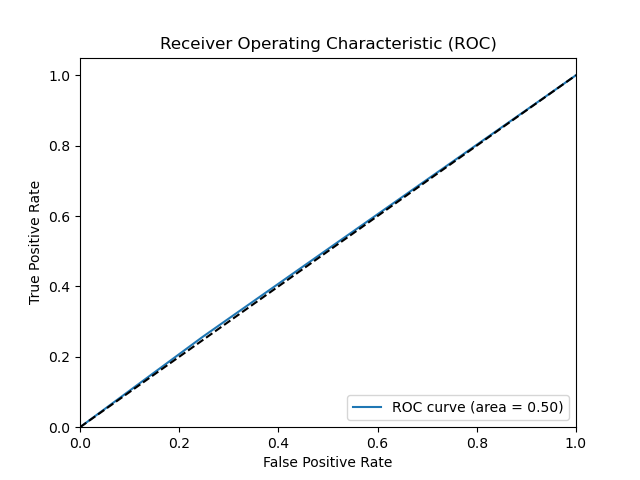 Receiver Operating Characteristic (ROC)
True Positive Rate
1.0
0.8
0.6
0.4
0.2
0.0
0.0 0.2 0.4 0.6 0.8 1.0
False Positive Rate
ROC curve (area = 0.50)